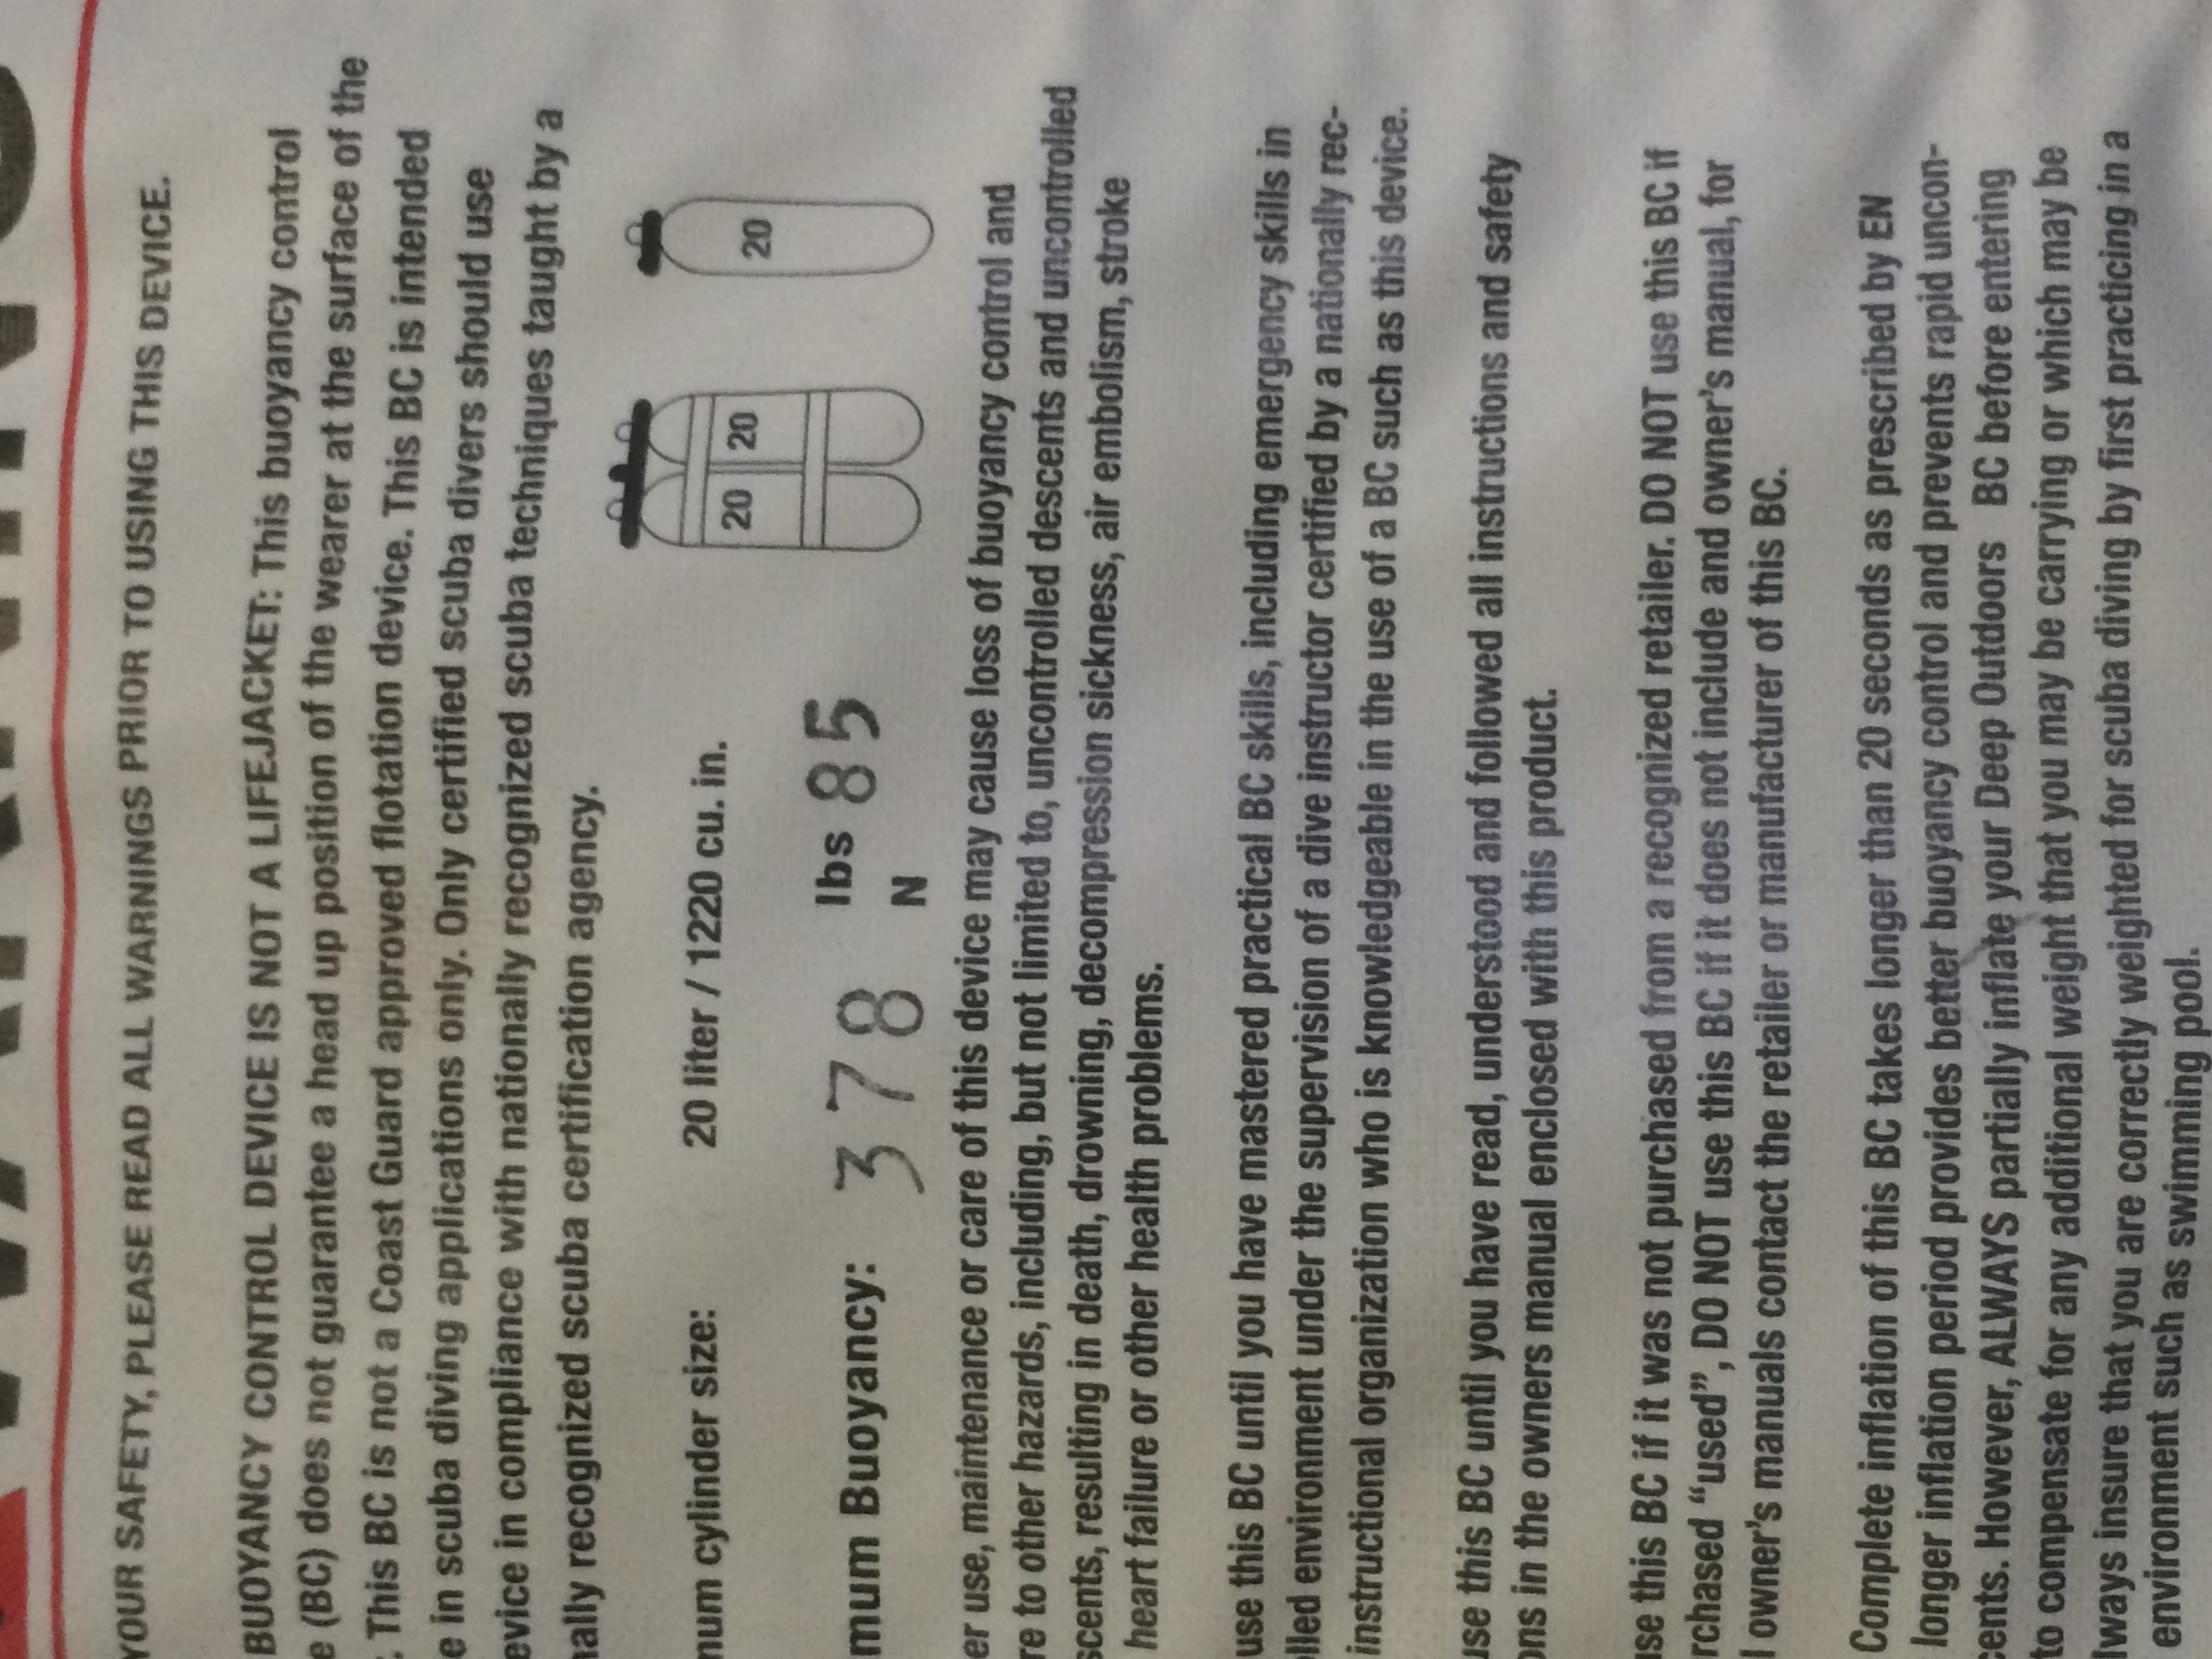 YOUR SAFETY, PLEASE READ ALL WARNINGS PRIOR TO USING THIS DEVICE.
BUOYANCY CONTROL DEVICE IS NOT A LIFEJACKET: This buoyancy control
e (BC) does not guarantee a head up position of the wearer at the surface of the
. This BC is not a Coast Guard approved flotation device. This BC is intended
e in scuba diving applications only. Only certified scuba divers should use
evice in compliance with nationally recognized scuba techniques taught by a
nally recognized scuba certification agency.
num cylinder size: 20 liter / 1220 cu. in.
20 20 20
mum Buoyancy: 378 N lbs 85
er use, maintenance or care of this device may cause loss of buoyancy control and
re to other hazards, including, but not limited to, uncontrolled descents and uncontrolled
scents, resulting in death, drowning, decompression sickness, air embolism, stroke
heart failure or other health problems.
use this BC until you have mastered practical BC skills, including emergency skills in
lled environment under the supervision of a dive instructor certified by a nationally rec-
instructional organization who is knowledgeable in the use of a BC such as this device.
use this BC until you have read, understood and followed all instructions and safety
ons in the owners manual enclosed with this product.
use this BC if it was not purchased from a recognized retailer. DO NOT use this BC if
rchased "used", DO NOT use this BC if it does not include and owner's manual, for
l owner's manuals contact the retailer or manufacturer of this BC.
Complete inflation of this BC takes longer than 20 seconds as prescribed by EN
longer inflation period provides better buoyancy control and prevents rapid uncon-
cents. However, ALWAYS partially inflate your Deep Outdoors BC before entering
to compensate for any additional weight that you may be carrying or which may be
lways insure that you are correctly weighted for scuba diving by first practicing in a
environment such as swimming pool.